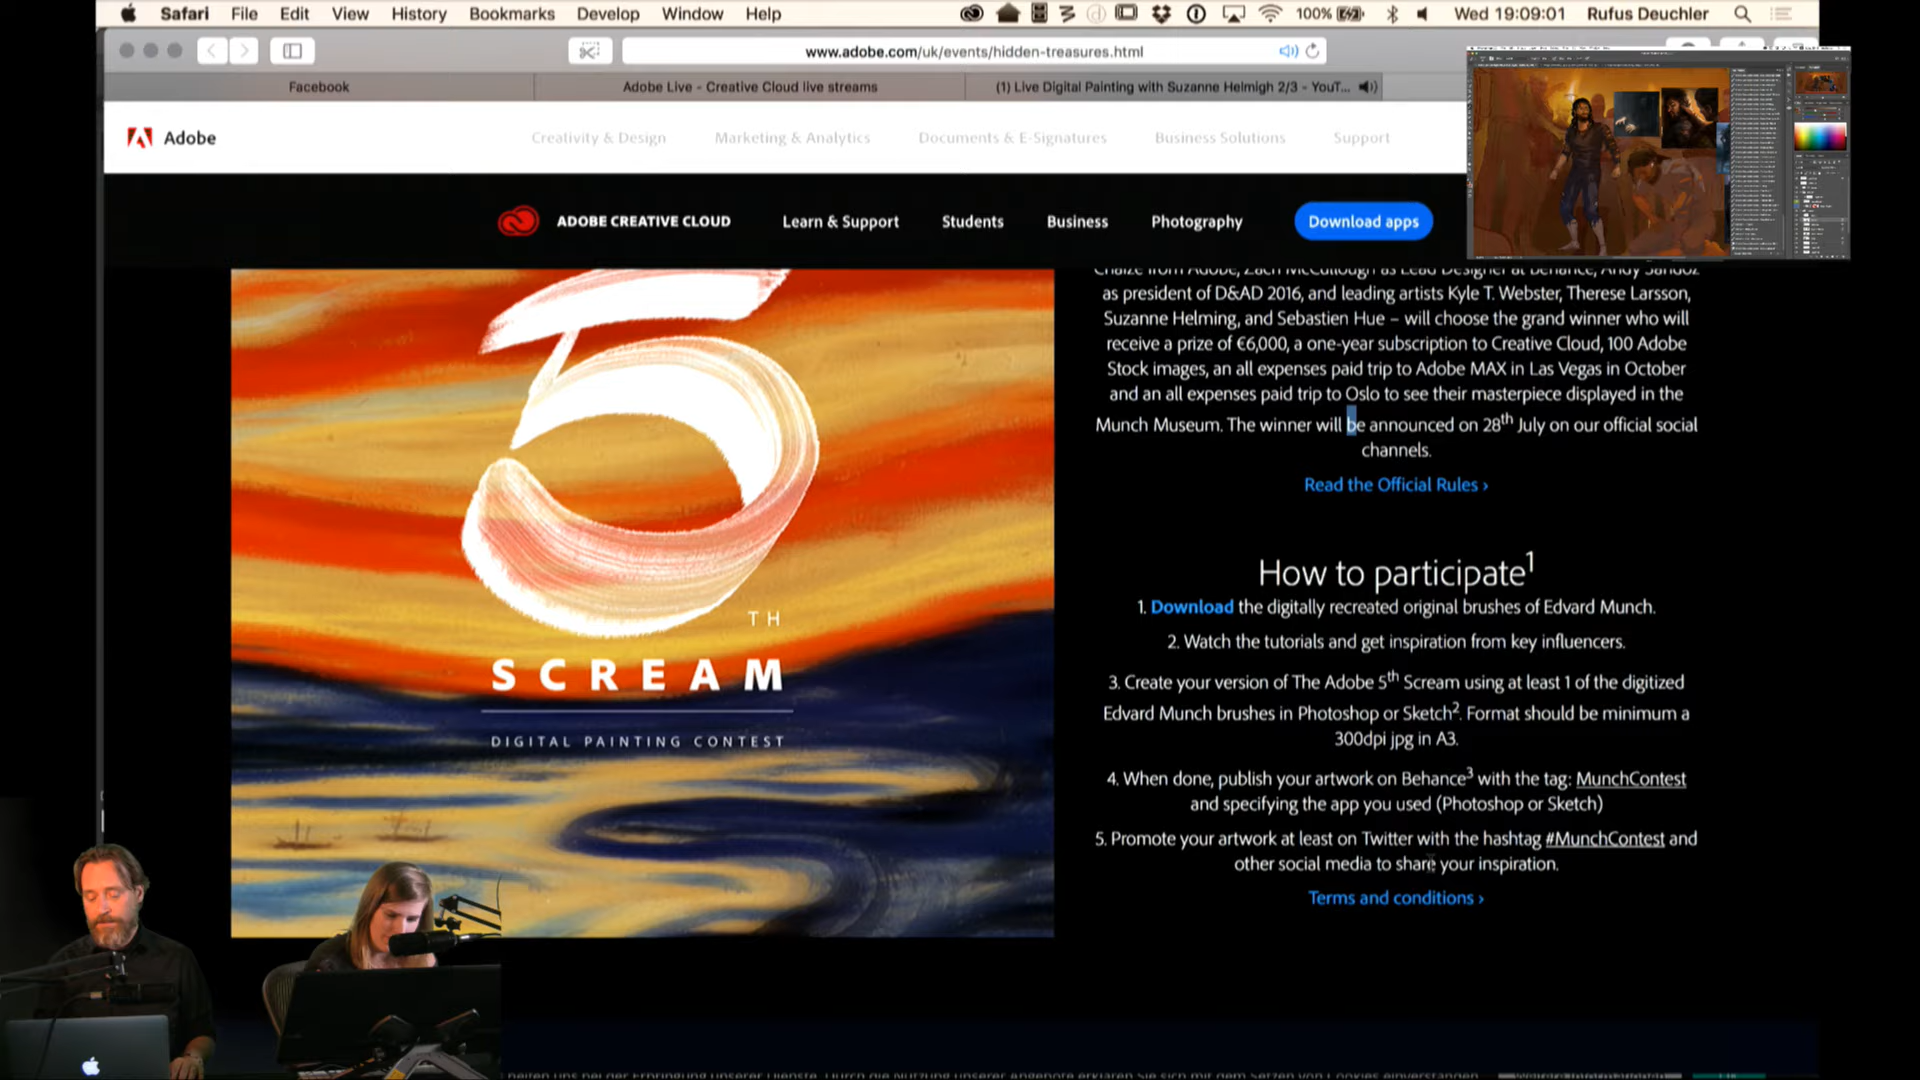 Safari File Edit View History Bookmarks Develop Window Help 100% Wed 19:09:01 Rufus Deuchler
www.adobe.com/uk/events/hidden-treasures.html
Facebook Adobe Live - Creative Cloud live streams (1) Live Digital Painting with Suzanne Helmigh 2/3 - YouT...
Adobe Creativity & Design Marketing & Analytics Documents & E-Signatures Business Solutions Support
ADOBE CREATIVE CLOUD Learn & Support Students Business Photography Download apps
5
TH
SCREAM
DIGITAL PAINTING CONTEST
Chaize from Adobe, Zach McCullough as Lead Designer at Behance, Andy Sandoz
as president of D&AD 2016, and leading artists Kyle T. Webster, Therese Larsson,
Suzanne Helming, and Sebastien Hue – will choose the grand winner who will
receive a prize of €6,000, a one-year subscription to Creative Cloud, 100 Adobe
Stock images, an all expenses paid trip to Adobe MAX in Las Vegas in October
and an all expenses paid trip to Oslo to see their masterpiece displayed in the
Munch Museum. The winner will be announced on 28th July on our official social
channels.
Read the Official Rules ›
How to participate1
1. Download the digitally recreated original brushes of Edvard Munch.
2. Watch the tutorials and get inspiration from key influencers.
3. Create your version of The Adobe 5th Scream using at least 1 of the digitized
Edvard Munch brushes in Photoshop or Sketch2. Format should be minimum a
300dpi jpg in A3.
4. When done, publish your artwork on Behance3 with the tag: MunchContest
and specifying the app you used (Photoshop or Sketch)
5. Promote your artwork at least on Twitter with the hashtag #MunchContest and
other social media to share your inspiration.
Terms and conditions ›